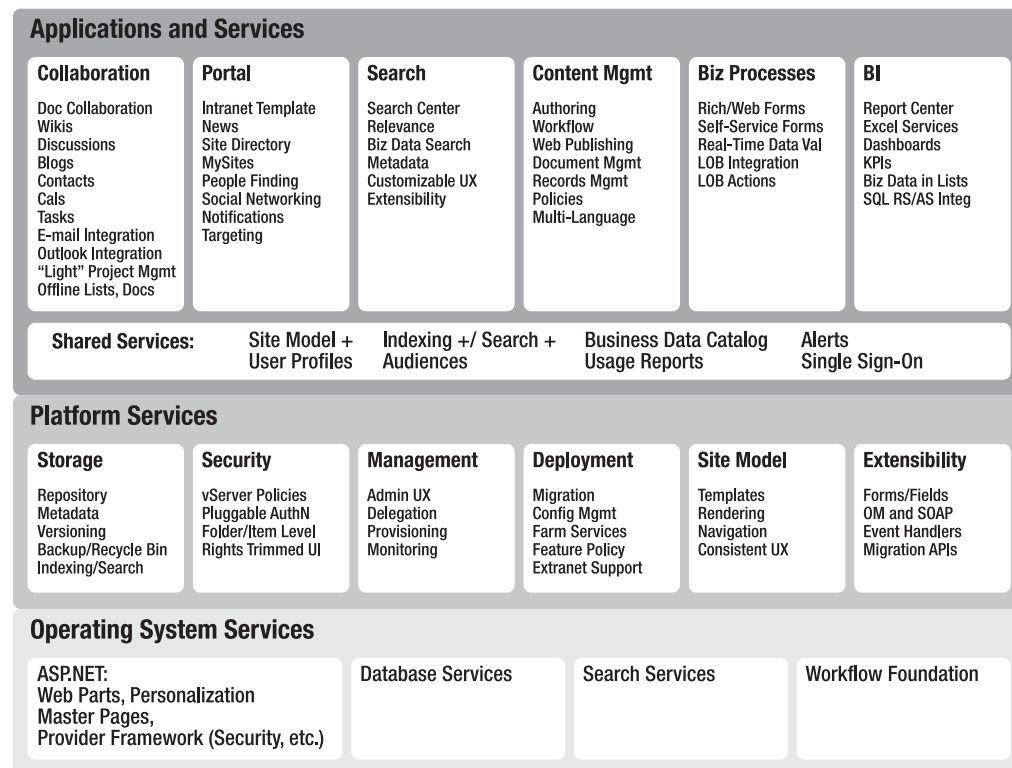 Applications and Services
Collaboration
Doc Collaboration
Wikis
Discussions
Blogs
Contacts
Cals
Tasks
E-mail Integration
Outlook Integration
“Light” Project Mgmt
Offline Lists, Docs
Portal
Intranet Template
News
Site Directory
MySites
People Finding
Social Networking
Notifications
Targeting
Search
Search Center
Relevance
Biz Data Search
Metadata
Customizable UX
Extensibility
Content Mgmt
Authoring
Workflow
Web Publishing
Document Mgmt
Records Mgmt
Policies
Multi-Language
Biz Processes
Rich/Web Forms
Self-Service Forms
Real-Time Data Val
LOB Integration
LOB Actions
BI
Report Center
Excel Services
Dashboards
KPIs
Biz Data in Lists
SQL RS/AS Integ
Shared Services:
Site Model +
User Profiles
Indexing +/ Search +
Audiences
Business Data Catalog
Usage Reports
Alerts
Single Sign-On
Platform Services
Storage
Repository
Metadata
Versioning
Backup/Recycle Bin
Indexing/Search
Security
vServer Policies
Pluggable AuthN
Folder/Item Level
Rights Trimmed UI
Management
Admin UX
Delegation
Provisioning
Monitoring
Deployment
Migration
Config Mgmt
Farm Services
Feature Policy
Extranet Support
Site Model
Templates
Rendering
Navigation
Consistent UX
Extensibility
Forms/Fields
OM and SOAP
Event Handlers
Migration APIs
Operating System Services
ASP.NET:
Web Parts, Personalization
Master Pages,
Provider Framework (Security, etc.)
Database Services
Search Services
Workflow Foundation